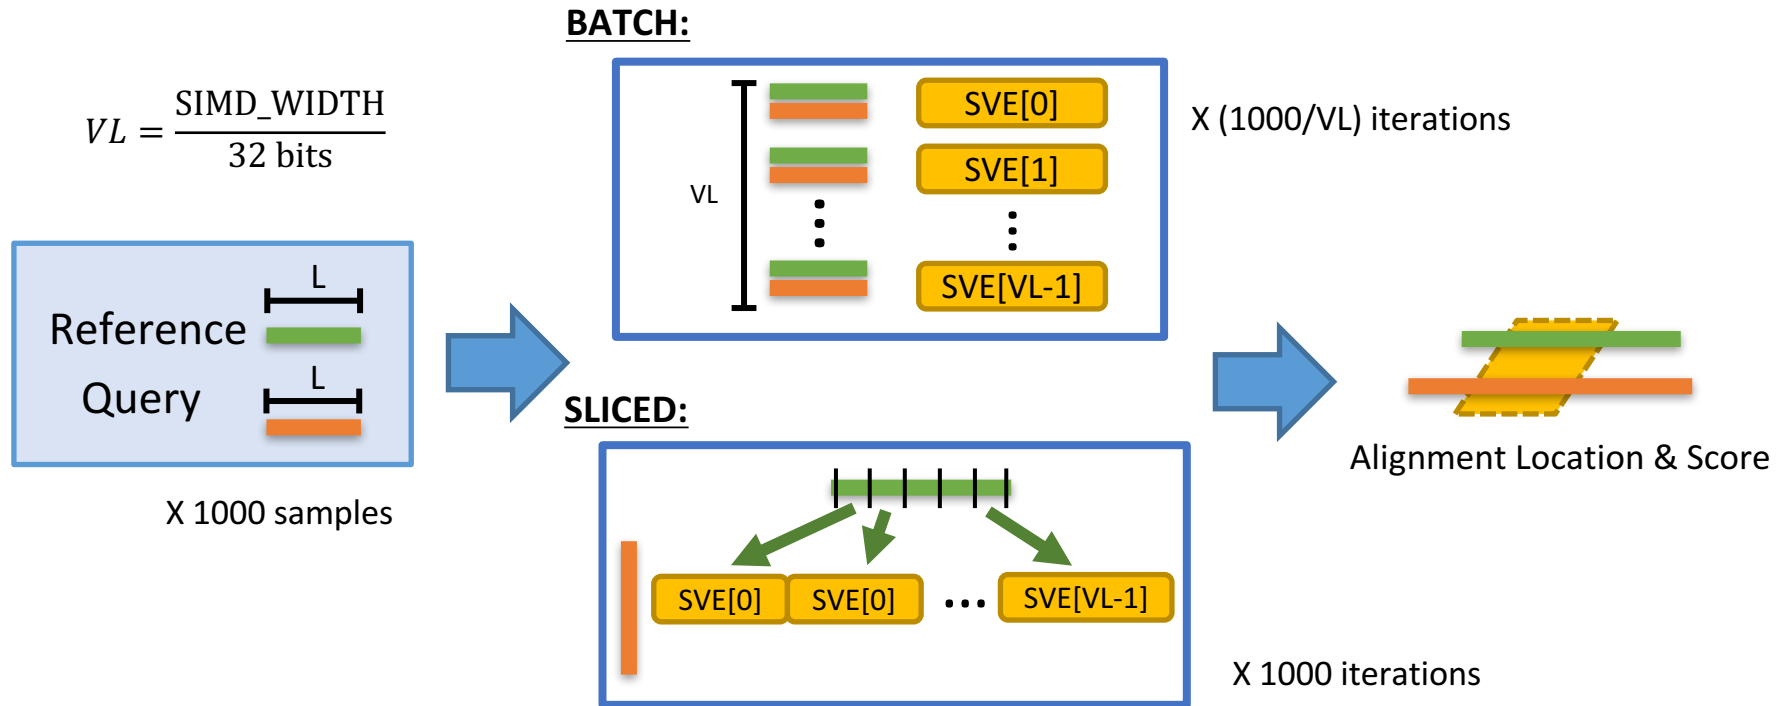 VL = SIMD_WIDTH / 32 bits
L
Reference
L
Query
X 1000 samples
BATCH:
VL
SVE[0]
SVE[1]
⋮ ⋮
SVE[VL-1]
X (1000/VL) iterations
SLICED:
SVE[0] SVE[0] ... SVE[VL-1]
X 1000 iterations
Alignment Location & Score